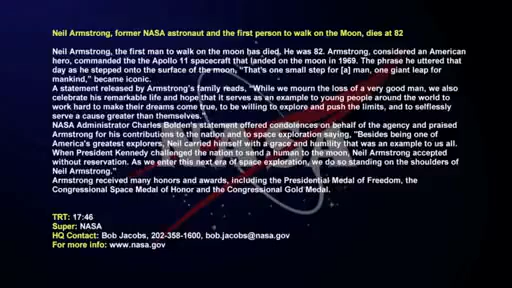 Neil Armstrong, former NASA astronaut and the first person to walk on the Moon, dies at 82
Neil Armstrong, the first man to walk on the moon has died. He was 82. Armstrong, considered an American
hero, commanded the the Apollo 11 spacecraft that landed on the moon in 1969. The phrase he uttered that
day as he stepped onto the surface of the moon, "That's one small step for [a] man, one giant leap for
mankind," became iconic.
A statement released by Armstrong's family reads, "While we mourn the loss of a very good man, we also
celebrate his remarkable life and hope that it serves as an example to young people around the world to
work hard to make their dreams come true, to be willing to explore and push the limits, and to selflessly
serve a cause greater than themselves."
NASA Administrator Charles Bolden's statement offered condolences on behalf of the agency and praised
Armstrong for his contributions to the nation and to space exploration saying, "Besides being one of
America's greatest explorers, Neil carried himself with a grace and humility that was an example to us all.
When President Kennedy challenged the nation to send a human to the moon, Neil Armstrong accepted
without reservation. As we enter this next era of space exploration, we do so standing on the shoulders of
Neil Armstrong."
Armstrong received many honors and awards, including the Presidential Medal of Freedom, the
Congressional Space Medal of Honor and the Congressional Gold Medal.
TRT: 17:46
Super: NASA
HQ Contact: Bob Jacobs, 202-358-1600, bob.jacobs@nasa.gov
For more info: www.nasa.gov